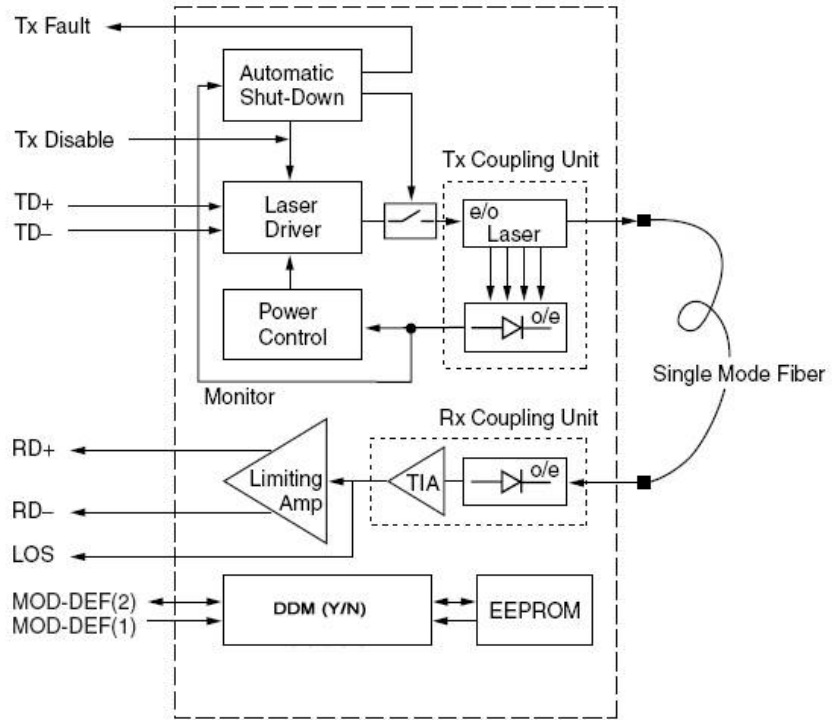 Tx Fault
Automatic
Shut-Down
Tx Disable
Tx Coupling Unit
TD+
TD–
Laser
Driver
e/o
Laser
Power
Control
o/e
Monitor
Single Mode Fiber
Rx Coupling Unit
RD+
RD–
LOS
Limiting
Amp
TIA
o/e
MOD-DEF(2)
MOD-DEF(1)
DDM (Y/N)
EEPROM